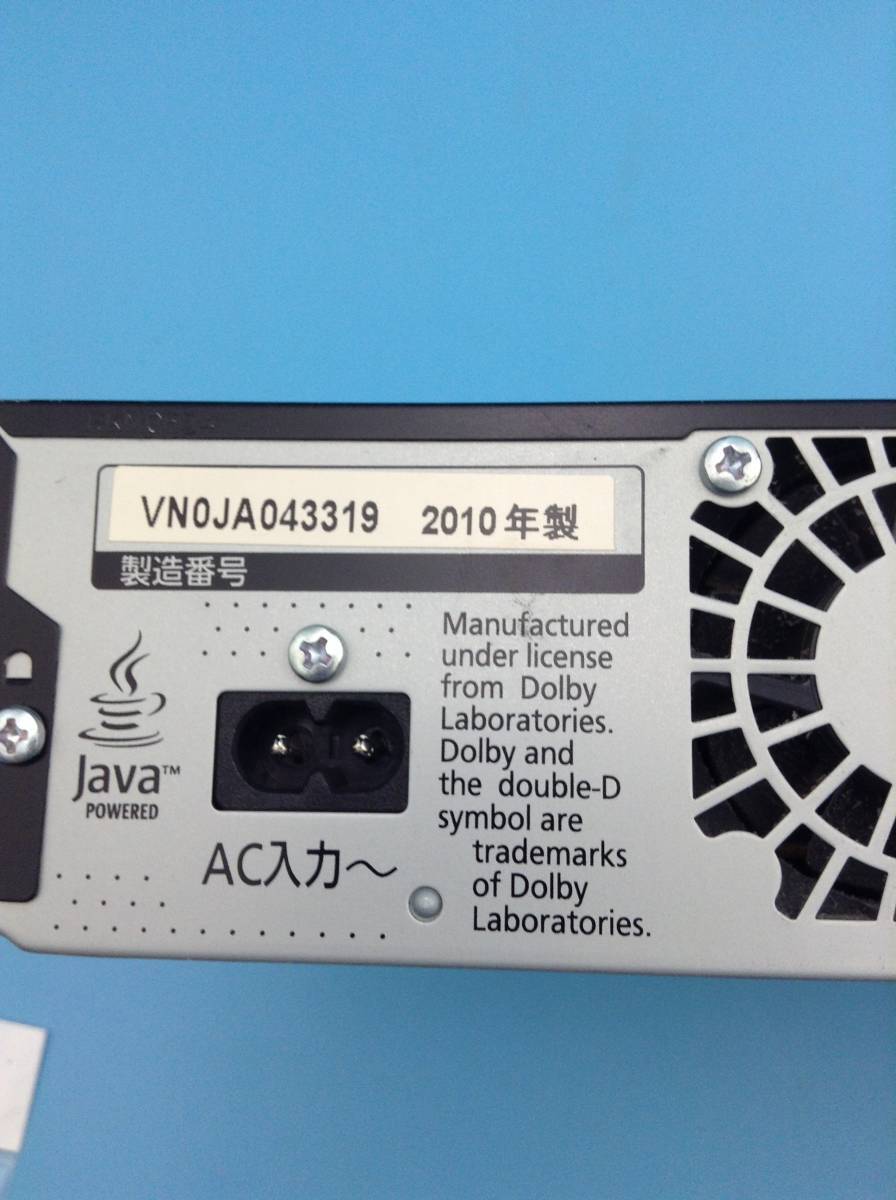 VN0JA043319 2010年製
製造番号
Java™
POWERED
AC入力～
Manufactured
under license
from Dolby
Laboratories.
Dolby and
the double-D
symbol are
trademarks
of Dolby
Laboratories.